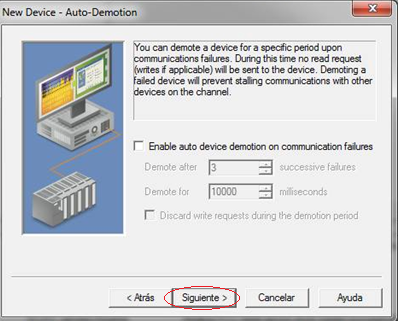 New Device - Auto-Demotion
You can demote a device for a specific period upon
communications failures. During this time no read request
(writes if applicable) will be sent to the device. Demoting a
failed device will prevent stalling communications with other
devices on the channel.
Enable auto device demotion on communication failures
Demote after 3 successive failures
Demote for 10000 milliseconds
Discard write requests during the demotion period
< Atrás Siguiente > Cancelar Ayuda